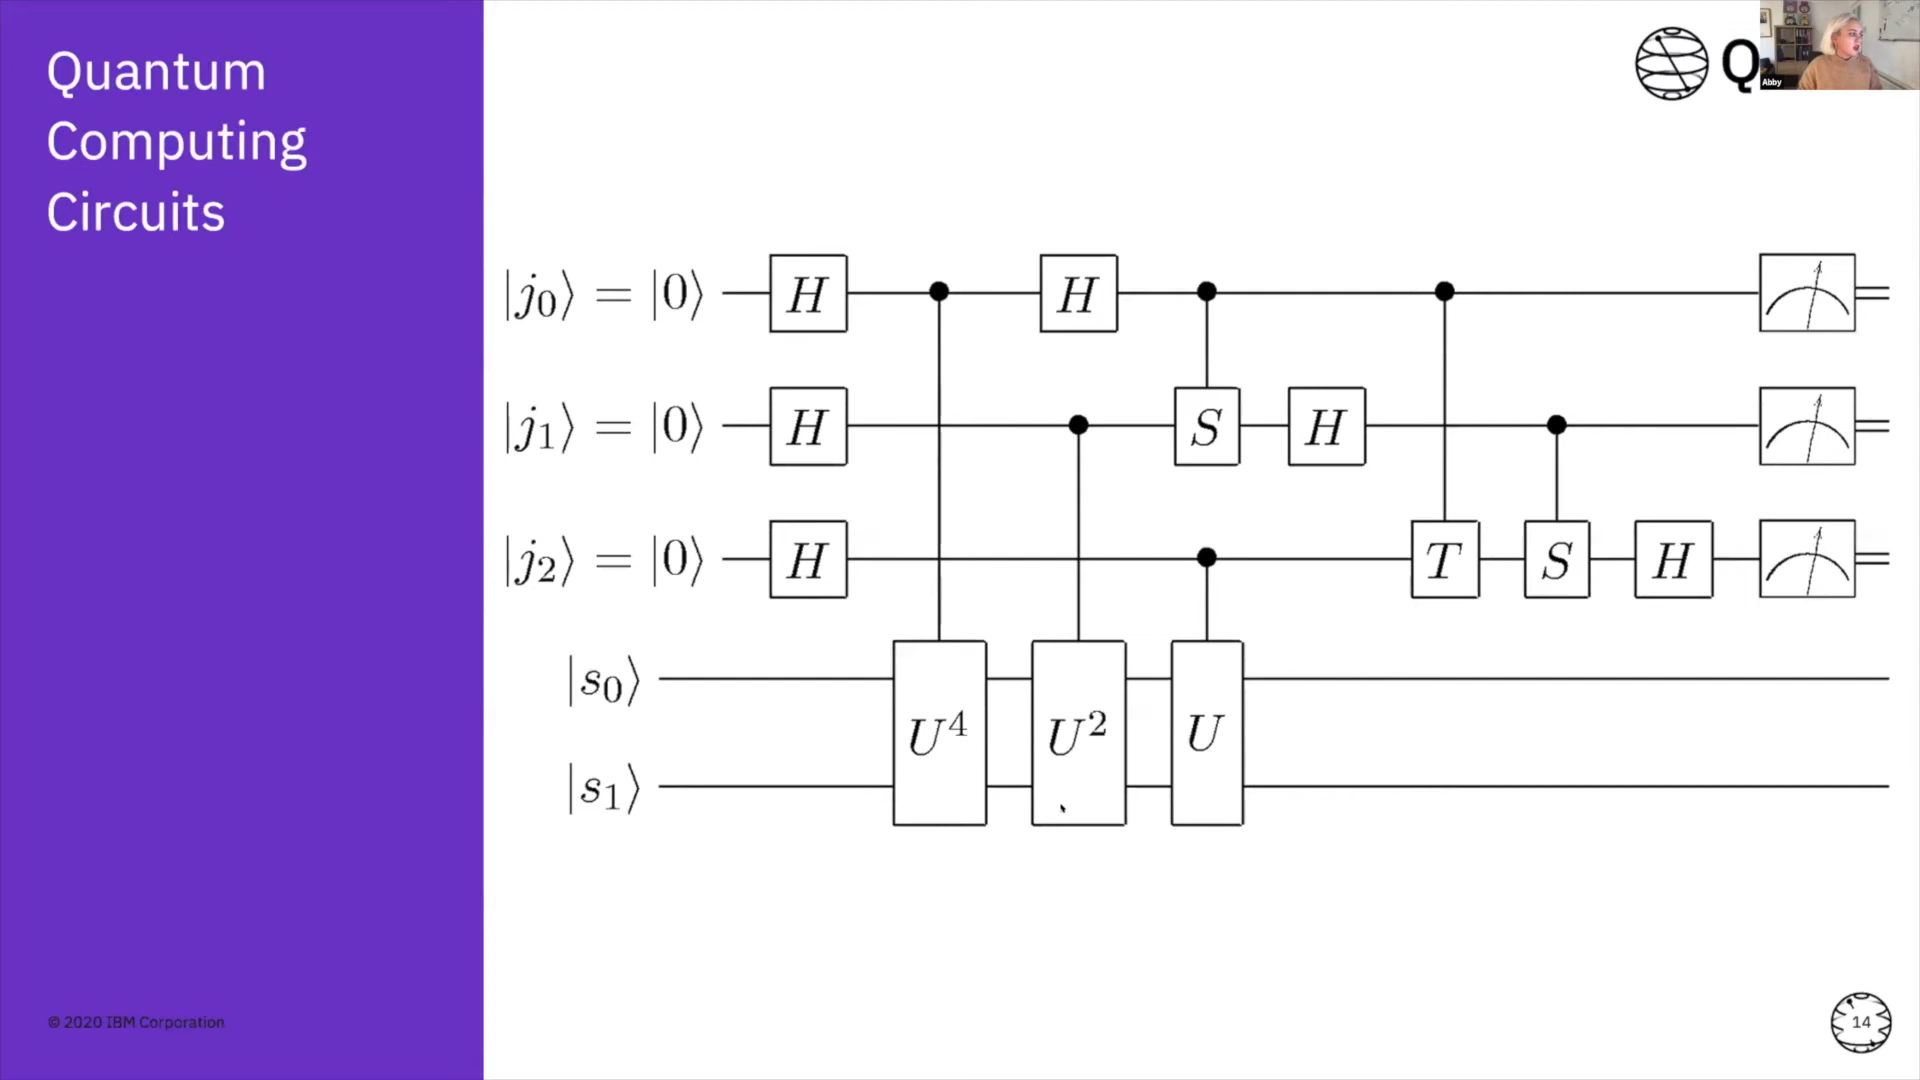 Quantum
Computing
Circuits
Q
Abby
|j₀⟩ = |0⟩ H H
|j₁⟩ = |0⟩ H S H
|j₂⟩ = |0⟩ H T S H
|s₀⟩
U⁴ U² U
|s₁⟩
© 2020 IBM Corporation
14